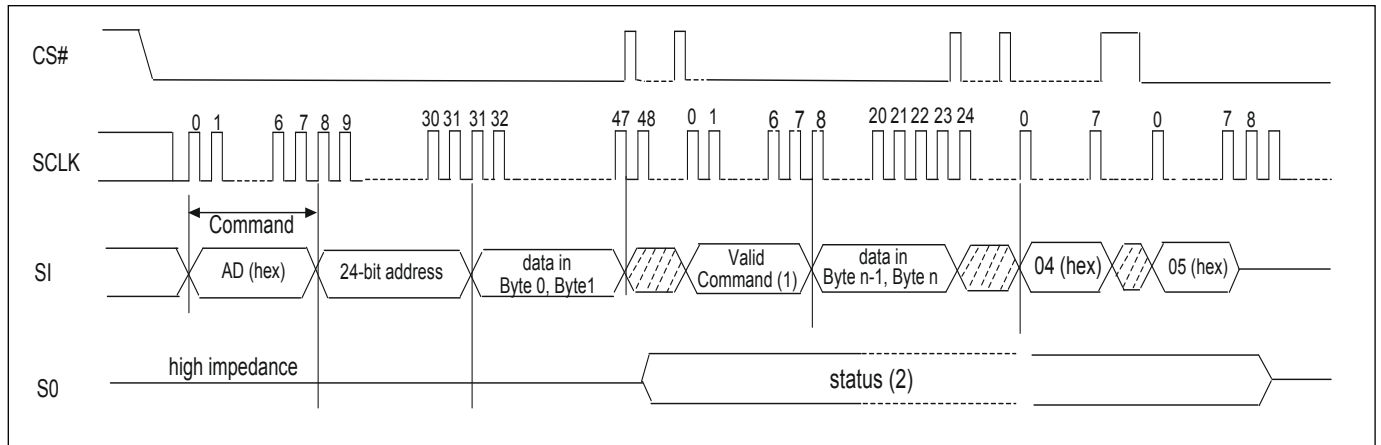 CS#
0 1 6 7 8 9 30 31 31 32 47 48 0 1 6 7 8 20 21 22 23 24 0 7 0 7 8
SCLK
Command
SI
AD (hex)
24-bit address
data in
Byte 0, Byte1
Valid
Command (1)
data in
Byte n-1, Byte n
04 (hex)
05 (hex)
high impedance
S0
status (2)